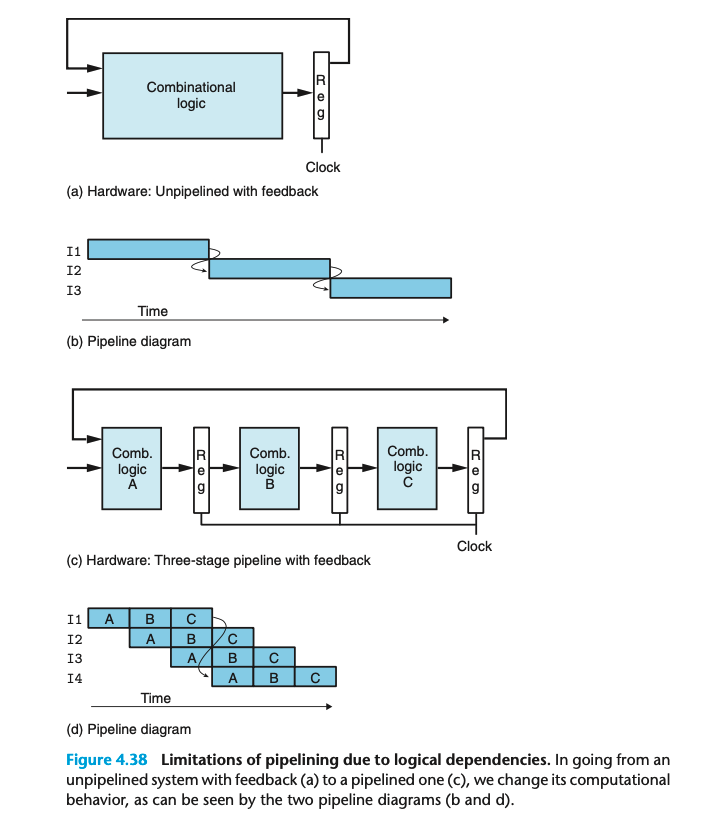 Combinational
logic
R
e
g
Clock
(a) Hardware: Unpipelined with feedback
I1
I2
I3
Time
(b) Pipeline diagram
Comb.
logic
A
R
e
g
Comb.
logic
B
R
e
g
Comb.
logic
C
R
e
g
Clock
(c) Hardware: Three-stage pipeline with feedback
I1 A B C
I2 A B C
I3 A B C
I4 A B C
Time
(d) Pipeline diagram
Figure 4.38 Limitations of pipelining due to logical dependencies. In going from an
unpipelined system with feedback (a) to a pipelined one (c), we change its computational
behavior, as can be seen by the two pipeline diagrams (b and d).